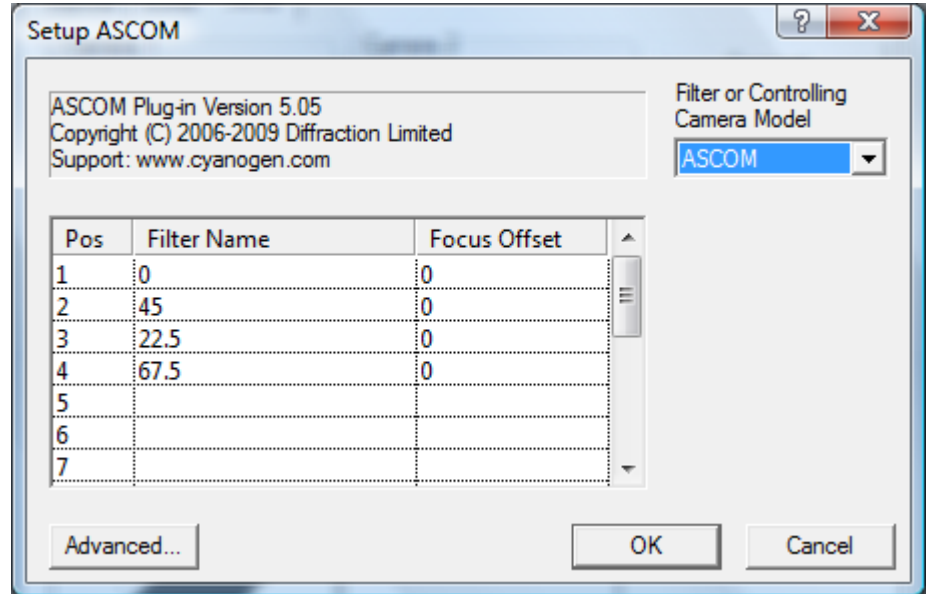 Setup ASCOM
ASCOM Plug-in Version 5.05
Copyright (C) 2006-2009 Diffraction Limited
Support: www.cyanogen.com
Filter or Controlling
Camera Model
ASCOM
Pos Filter Name Focus Offset
1 0 0
2 45 0
3 22.5 0
4 67.5 0
5
6
7
Advanced...
OK
Cancel